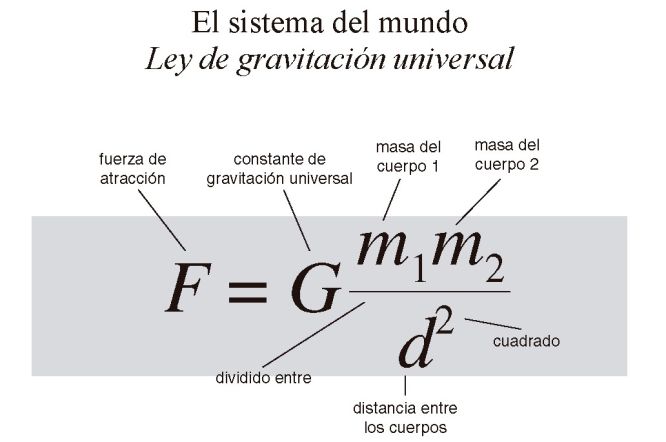 El sistema del mundo
Ley de gravitación universal
fuerza de
atracción
constante de
gravitación universal
masa del
cuerpo 1
masa del
cuerpo 2
F = G m₁m₂
d²
cuadrado
dividido entre
distancia entre
los cuerpos